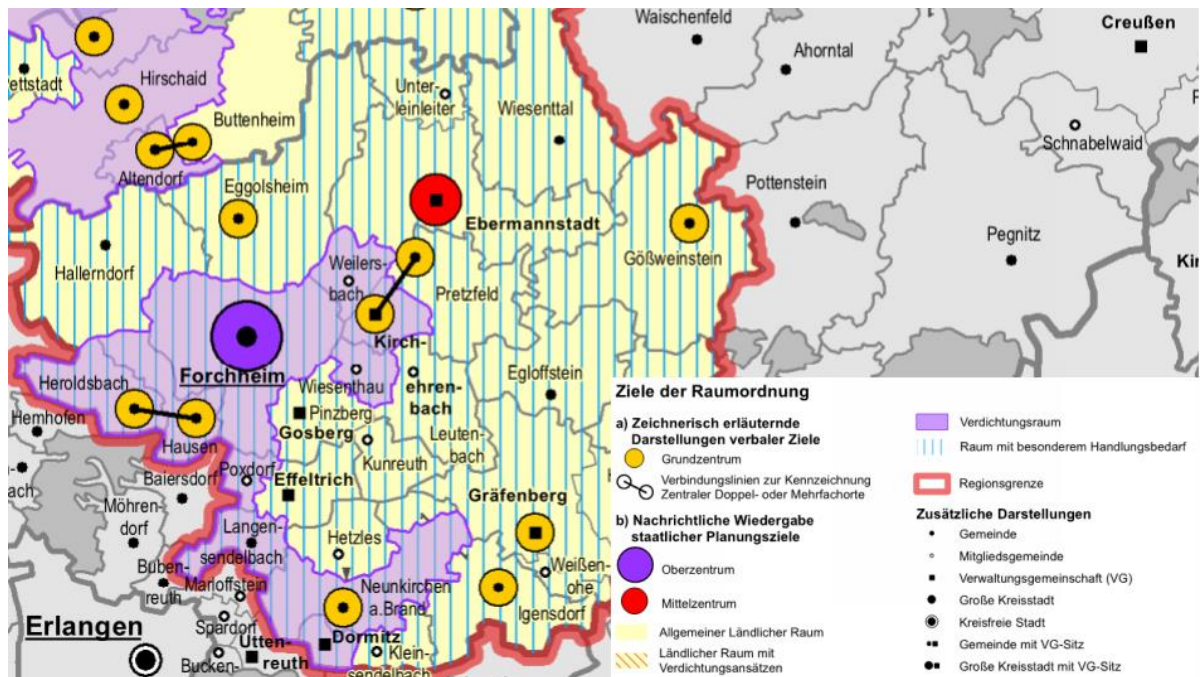 Waischenfeld
Creußen
Ahorntal
Hirschaid
ettstadt
Unter-
leinleiter
Wiesenttal
Buttenheim
Schnabelwaid
Altendorf
Eggolsheim
Pottenstein
Ebermannstadt
Pegnitz
Gößweinstein
Hallerndorf
Weilers-
bach
Pretzfeld
Kirch-
ehren-
bach
Forchheim
Wiesenthau
Heroldsbach
Egloffstein
Hemhofen
Pinzberg
Gosberg
Hausen
Leuten-
bach
Kunreuth
ach
Baiersdorf
Poxdorf
Effeltrich
Gräfenberg
Möhren-
dorf
Langen-
sendelbach
Hetzles
Weißen-
ohe
Buben-
reuth
Marloffstein
Neunkirchen
a.Brand
Igensdorf
Spardorf
Erlangen
Utten-
reuth
Dormitz
Klein-
sendelbach
Bucken-
Ziele der Raumordnung
a) Zeichnerisch erläuternde
Darstellungen verbaler Ziele
Grundzentrum
Verbindungslinien zur Kennzeichnung
Zentraler Doppel- oder Mehrfachorte
b) Nachrichtliche Wiedergabe
staatlicher Planungsziele
Oberzentrum
Mittelzentrum
Allgemeiner Ländlicher Raum
Ländlicher Raum mit
Verdichtungsansätzen
Verdichtungsraum
Raum mit besonderem Handlungsbedarf
Regionsgrenze
Zusätzliche Darstellungen
Gemeinde
Mitgliedsgemeinde
Verwaltungsgemeinschaft (VG)
Große Kreisstadt
Kreisfreie Stadt
Gemeinde mit VG-Sitz
Große Kreisstadt mit VG-Sitz